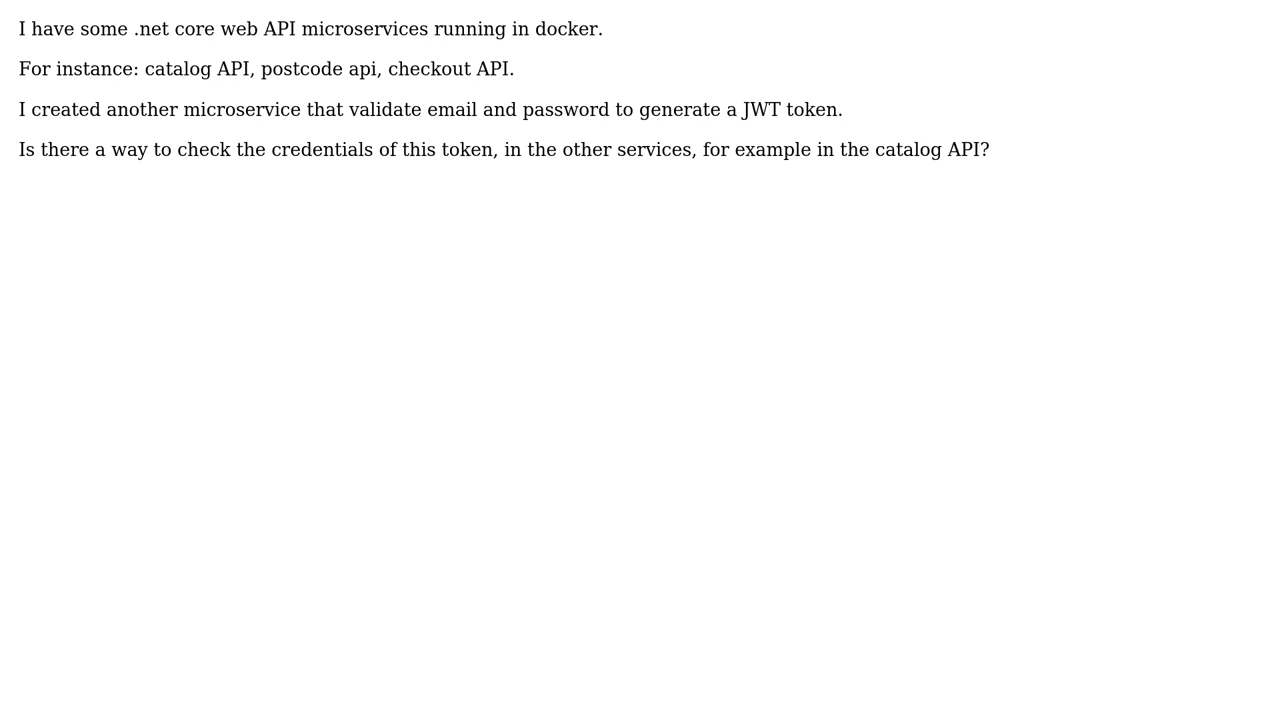 I have some .net core web API microservices running in docker.
For instance: catalog API, postcode api, checkout API.
I created another microservice that validate email and password to generate a JWT token.
Is there a way to check the credentials of this token, in the other services, for example in the catalog API?